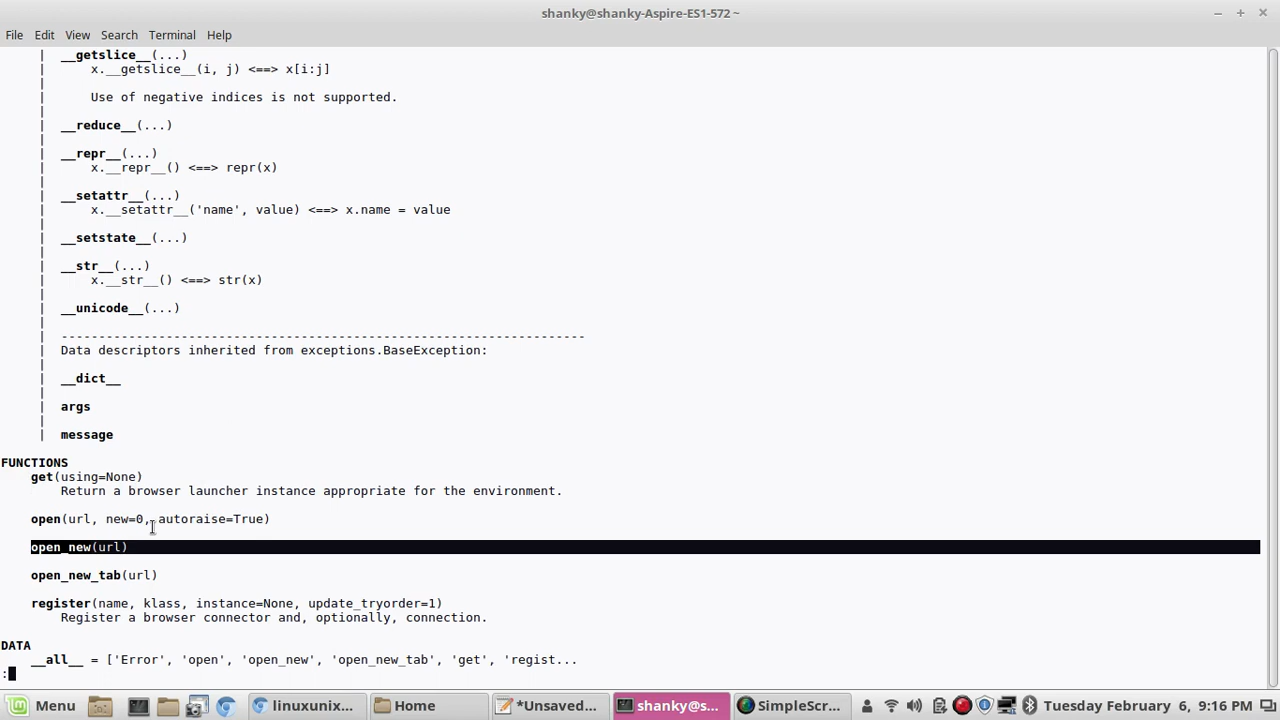 shanky@shanky-Aspire-ES1-572 ~
File Edit View Search Terminal Help
| __getslice__(...)
| x.__getslice__(i, j) <==> x[i:j]
|
| Use of negative indices is not supported.
|
| __reduce__(...)
|
| __repr__(...)
| x.__repr__() <==> repr(x)
|
| __setattr__(...)
| x.__setattr__('name', value) <==> x.name = value
|
| __setstate__(...)
|
| __str__(...)
| x.__str__() <==> str(x)
|
| __unicode__(...)
|
| ----------------------------------------------------------------------
| Data descriptors inherited from exceptions.BaseException:
|
| __dict__
|
| args
|
| message
FUNCTIONS
get(using=None)
Return a browser launcher instance appropriate for the environment.
open(url, new=0, autoraise=True)
open_new(url)
open_new_tab(url)
register(name, klass, instance=None, update_tryorder=1)
Register a browser connector and, optionally, connection.
DATA
__all__ = ['Error', 'open', 'open_new', 'open_new_tab', 'get', 'regist...
:
Menu linuxunix... Home *Unsaved... shanky@s... SimpleScr... Tuesday February 6, 9:16 PM